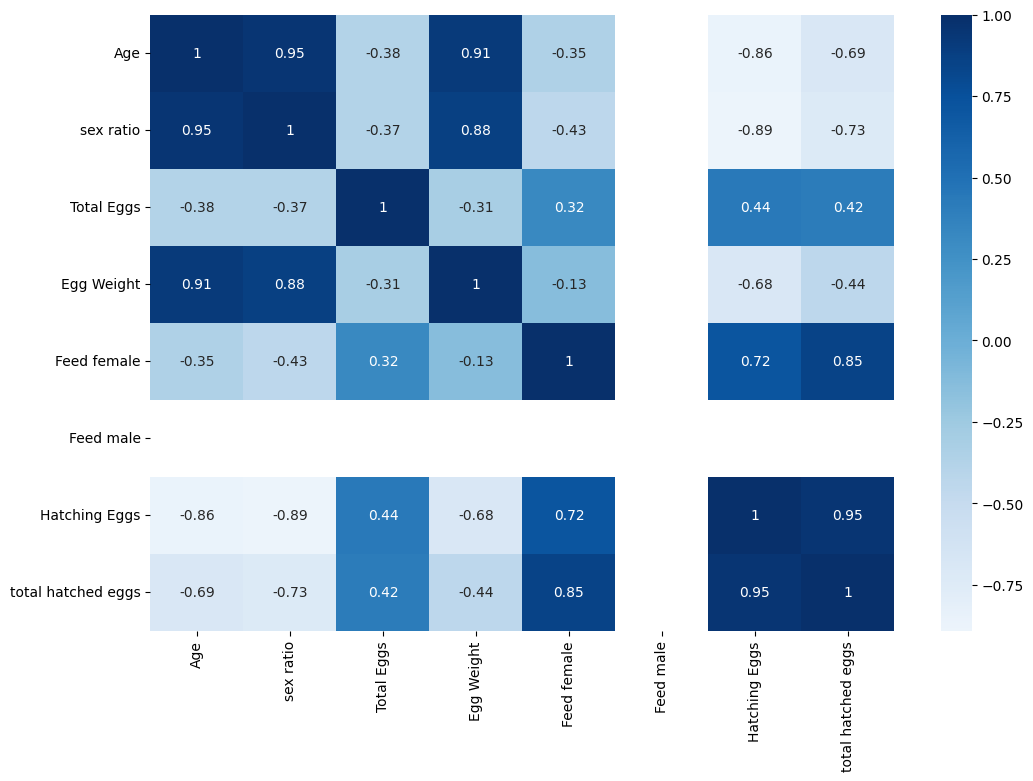 Age 1 0.95 -0.38 0.91 -0.35 -0.86 -0.69
sex ratio 0.95 1 -0.37 0.88 -0.43 -0.89 -0.73
Total Eggs -0.38 -0.37 1 -0.31 0.32 0.44 0.42
Egg Weight 0.91 0.88 -0.31 1 -0.13 -0.68 -0.44
Feed female -0.35 -0.43 0.32 -0.13 1 0.72 0.85
Feed male
Hatching Eggs -0.86 -0.89 0.44 -0.68 0.72 1 0.95
total hatched eggs -0.69 -0.73 0.42 -0.44 0.85 0.95 1
Age
sex ratio
Total Eggs
Egg Weight
Feed female
Feed male
Hatching Eggs
total hatched eggs
1.00
0.75
0.50
0.25
0.00
−0.25
−0.50
−0.75